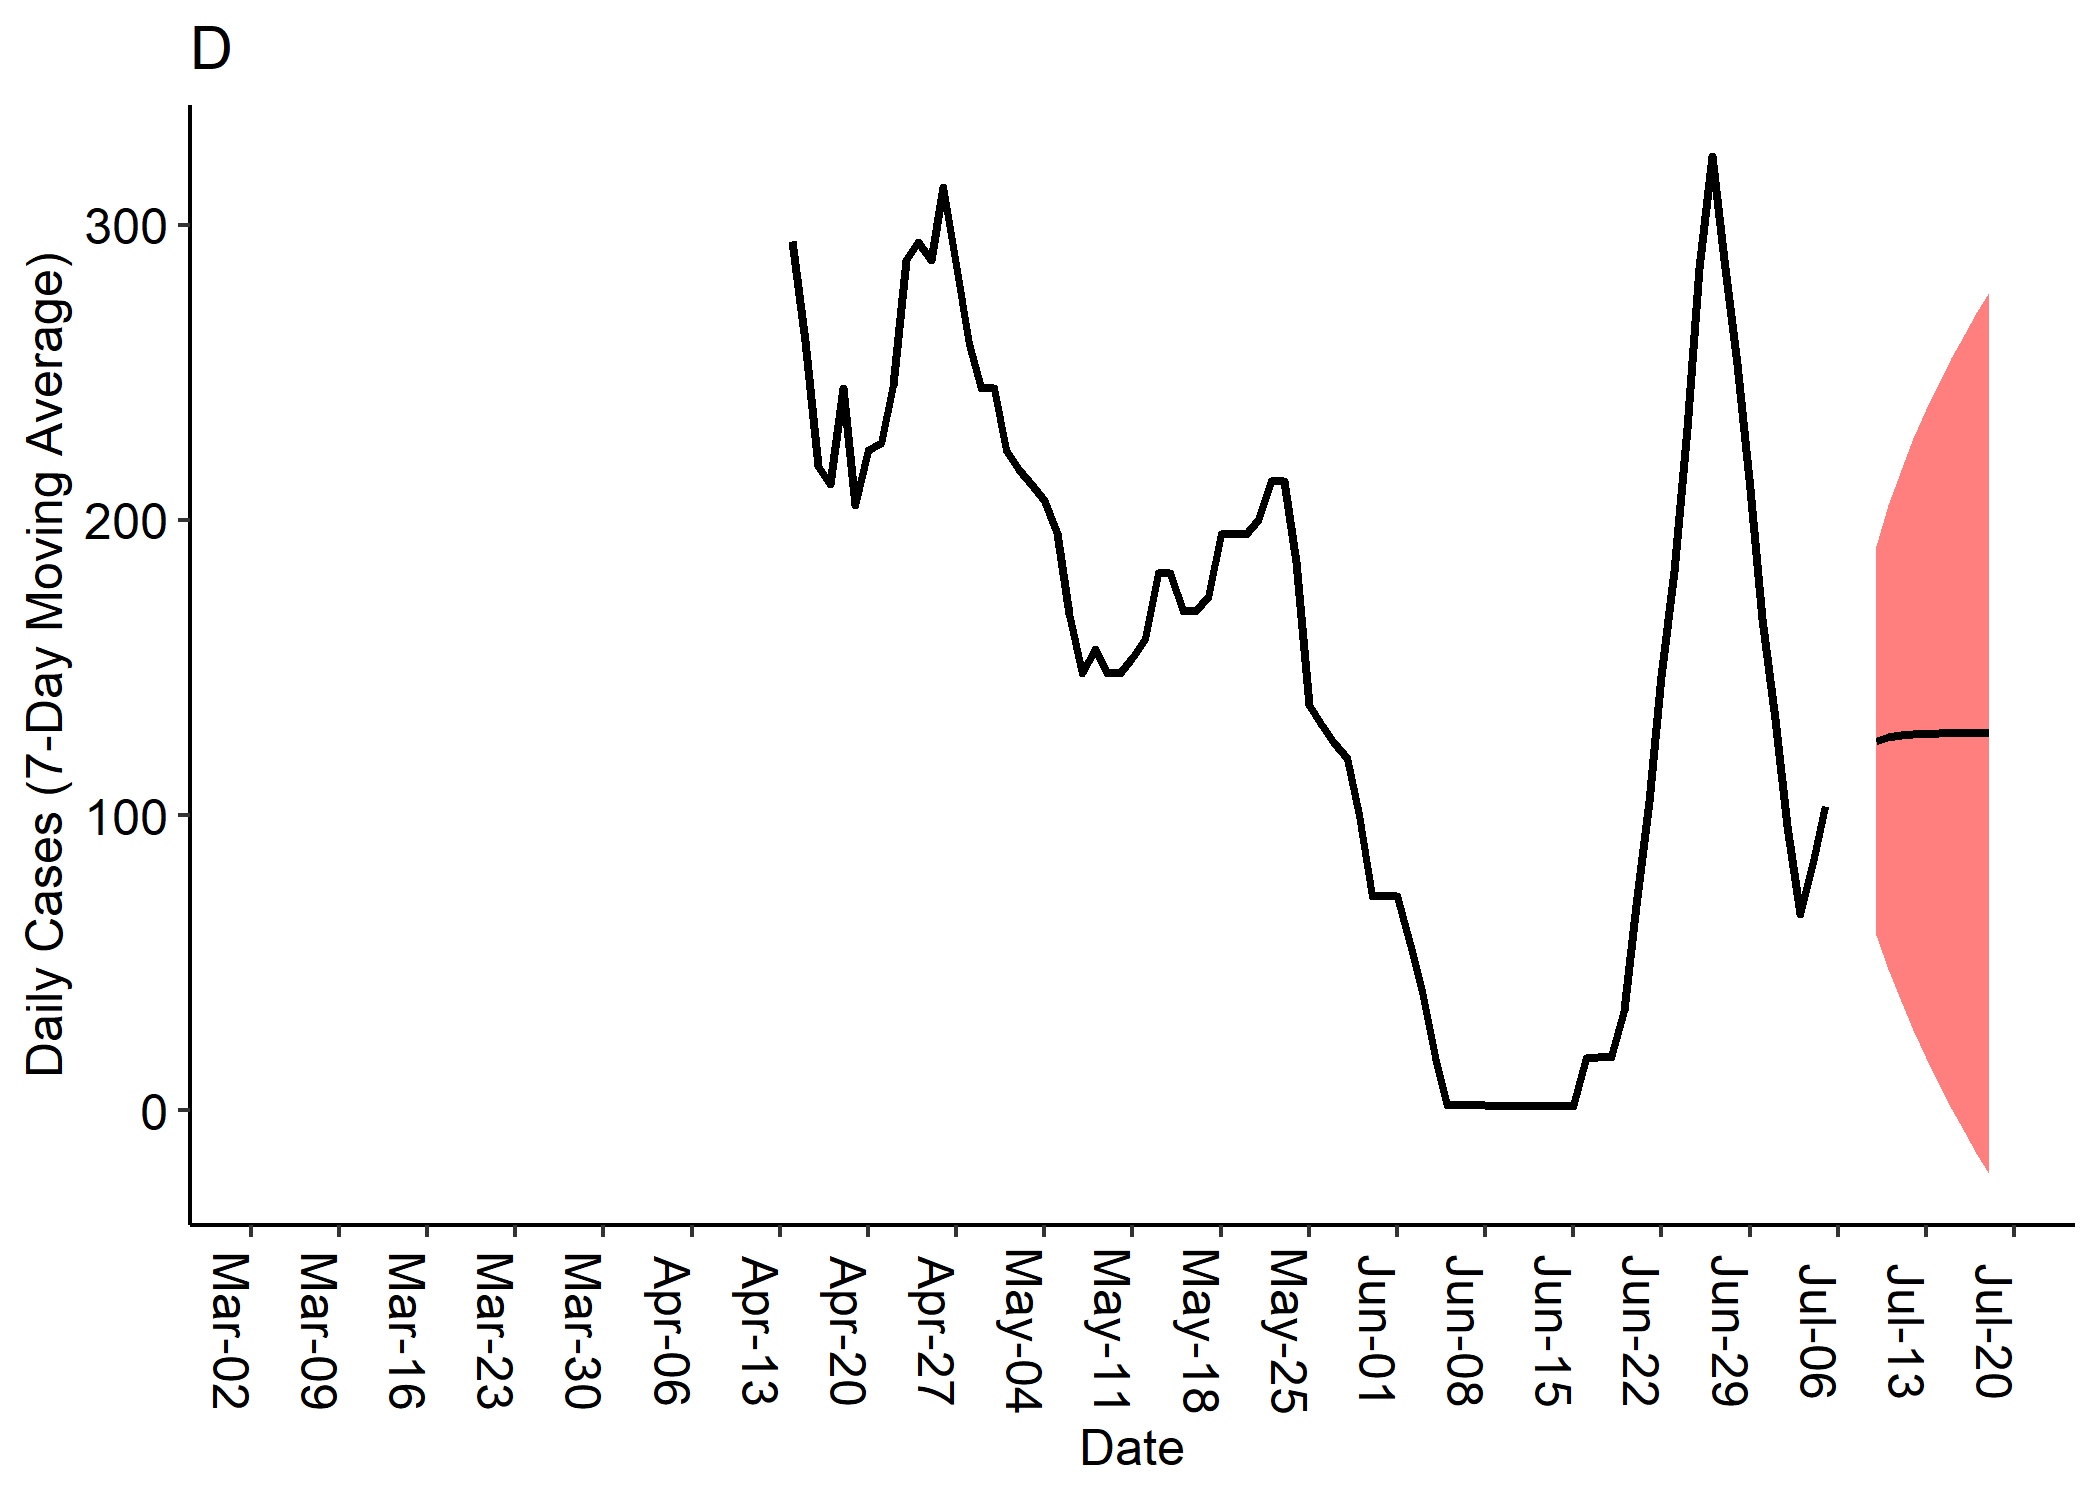 D
Daily Cases (7-Day Moving Average)
300
200
100
0
Mar-02
Mar-09
Mar-16
Mar-23
Mar-30
Apr-06
Apr-13
Apr-20
Apr-27
May-04
May-11
May-18
May-25
Jun-01
Jun-08
Jun-15
Jun-22
Jun-29
Jul-06
Jul-13
Jul-20
Date